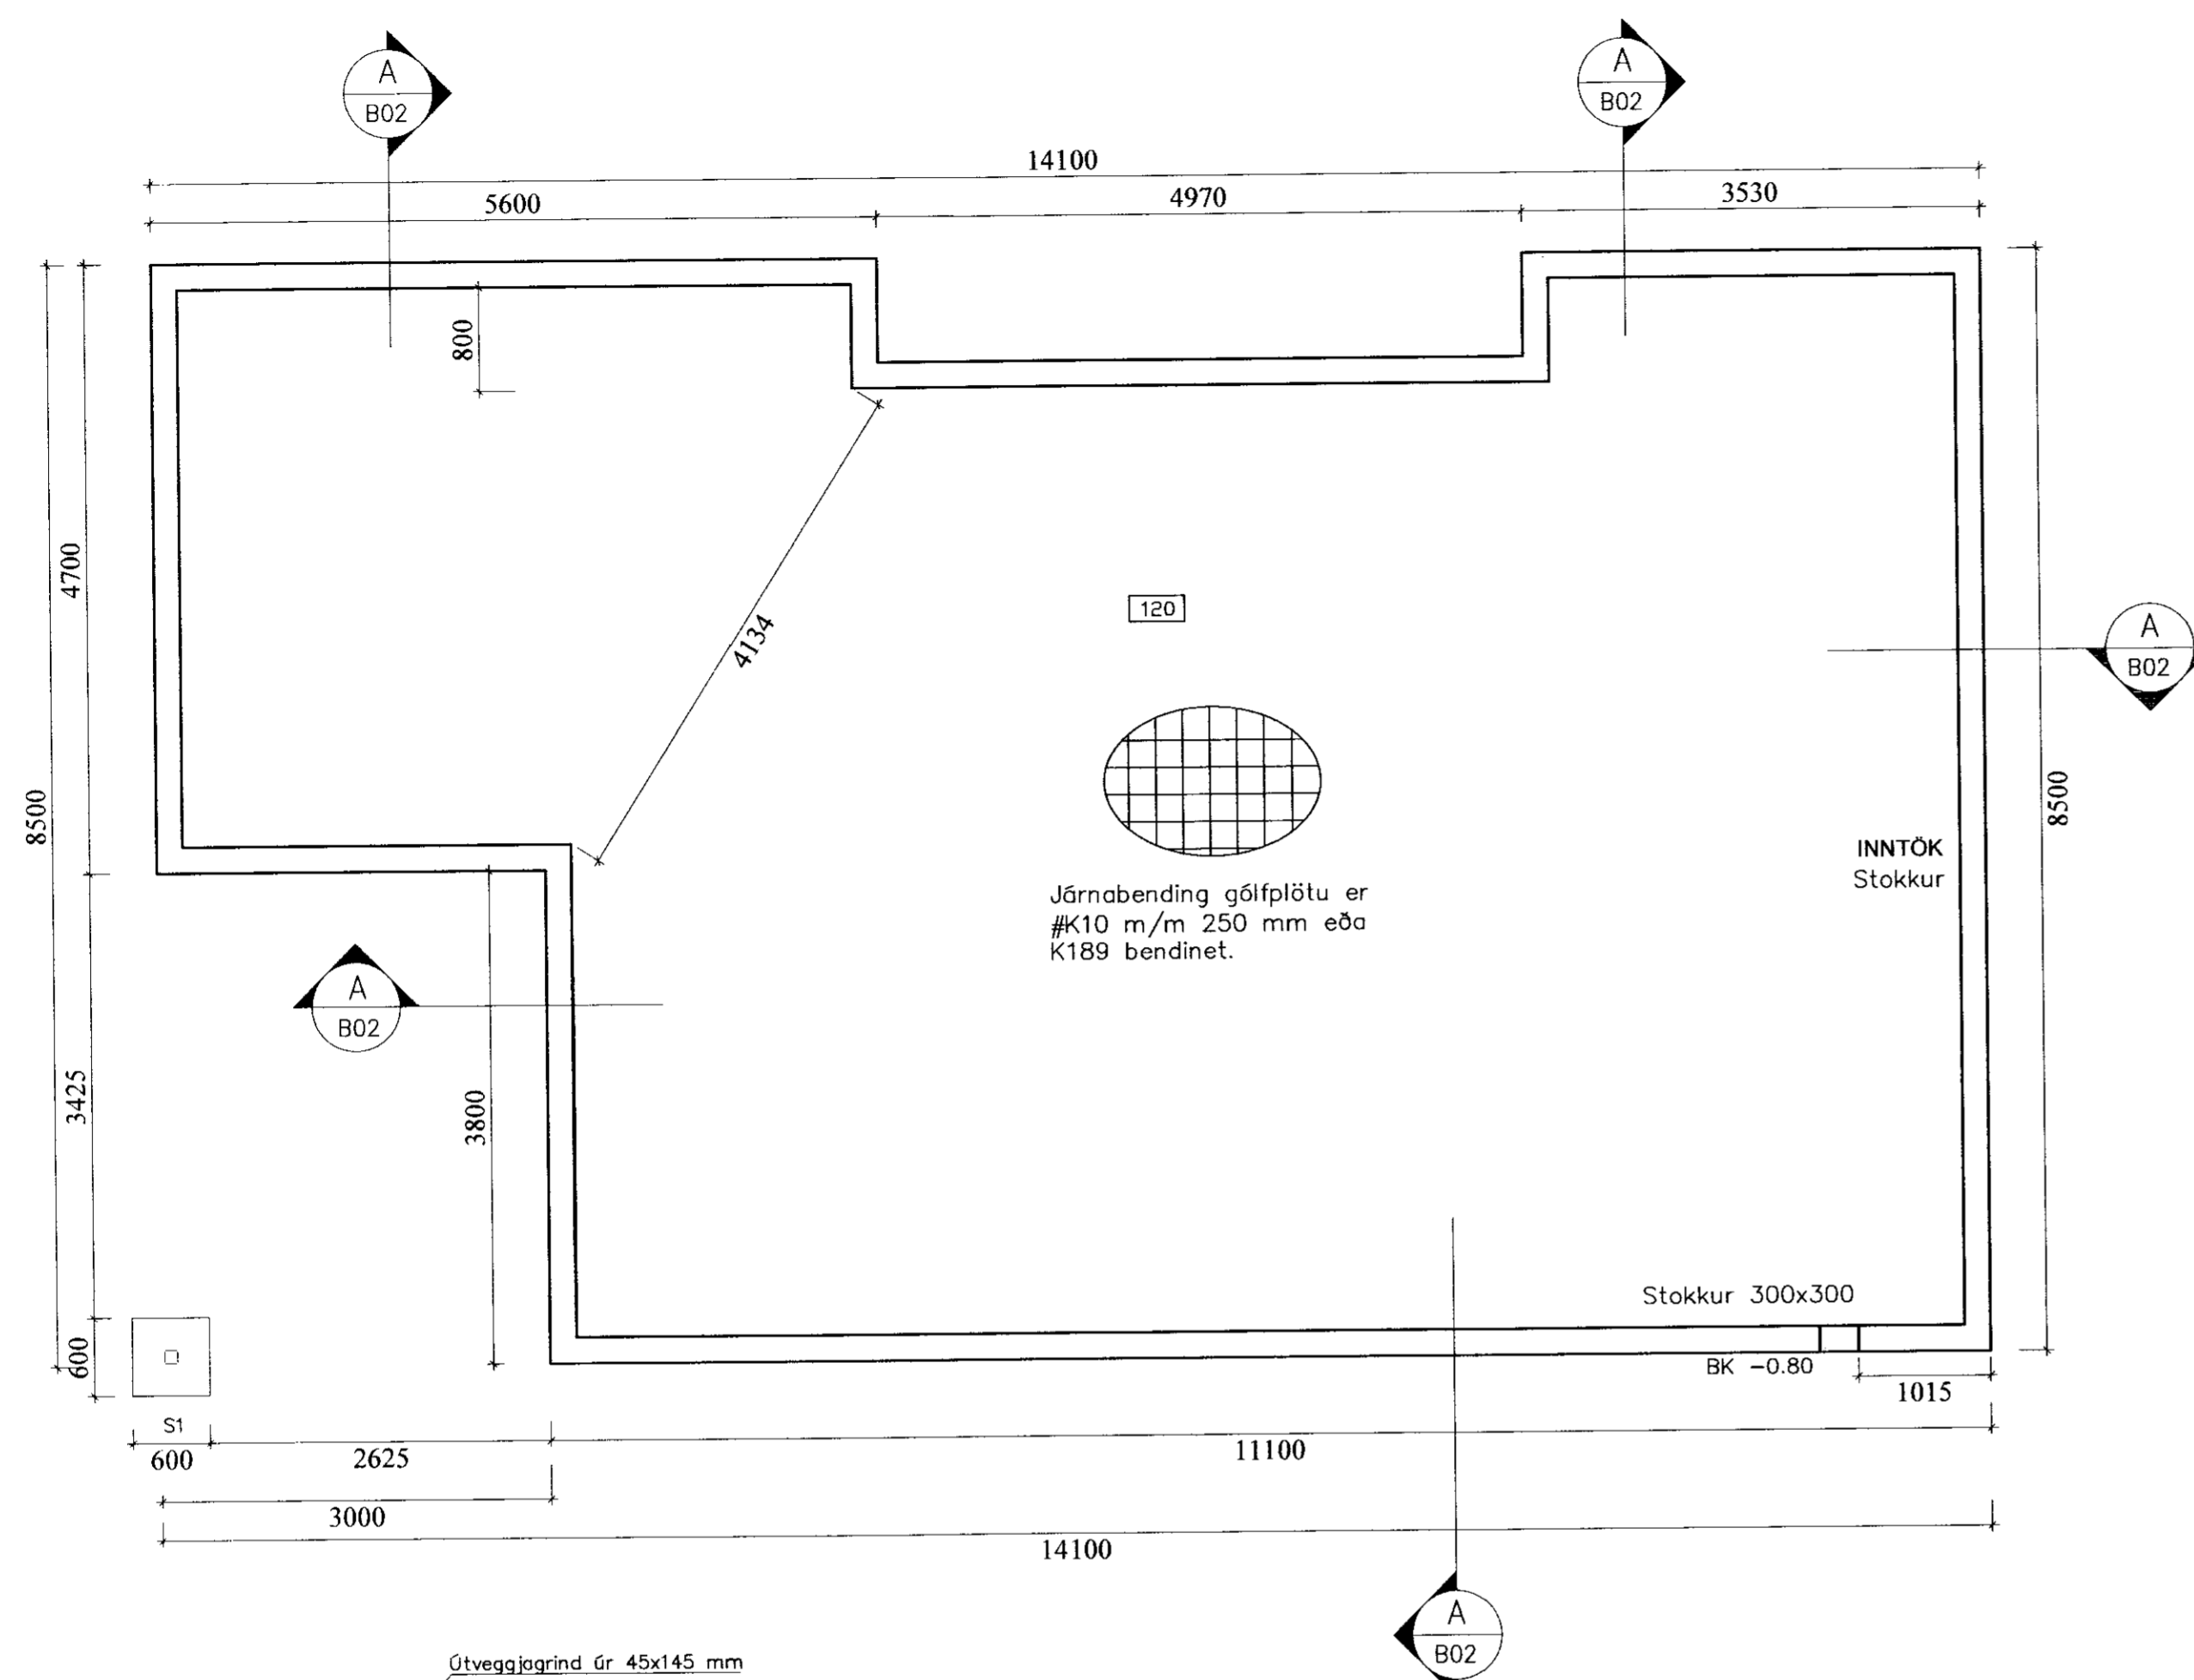 A
B02
A
B02
14100
5600
4970
3530
800
4700
8500
4134
120
A
B02
8500
INNTÖK
Stokkur
Járnabending gólfplötu er
#K10 m/m 250 mm eða
K189 bendinet.
A
B02
3425
3800
600
Stokkur 300x300
BK -0.80
1015
S1
600
2625
11100
3000
14100
A
B02
Útveggjagrind úr 45x145 mm